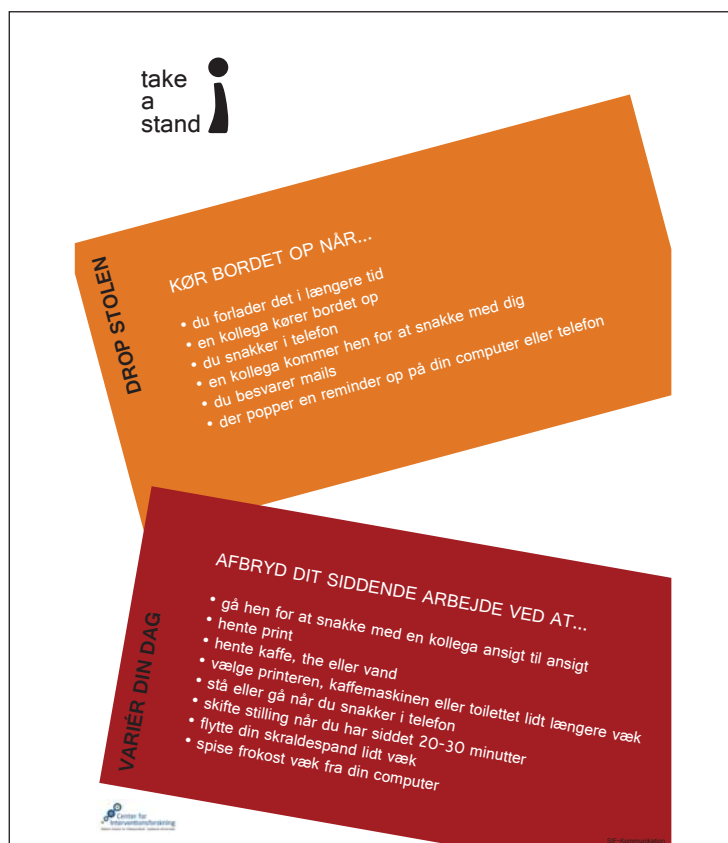 take
a
stand
DROP STOLEN
KØR BORDET OP NÅR...
• du forlader det i længere tid
• en kollega kører bordet op
• du snakker i telefon
• en kollega kommer hen for at snakke med dig
• du besvarer mails
• der popper en reminder op på din computer eller telefon
VARIÉR DIN DAG
AFBRYD DIT SIDDENDE ARBEJDE VED AT...
• gå hen for at snakke med en kollega ansigt til ansigt
• hente print
• hente kaffe, the eller vand
• vælge printeren, kaffemaskinen eller toilettet lidt længere væk
• stå eller gå når du snakker i telefon
• skifte stilling når du har siddet 20-30 minutter
• flytte din skraldespand lidt væk
• spise frokost væk fra din computer
Center for
Interventionsforskning